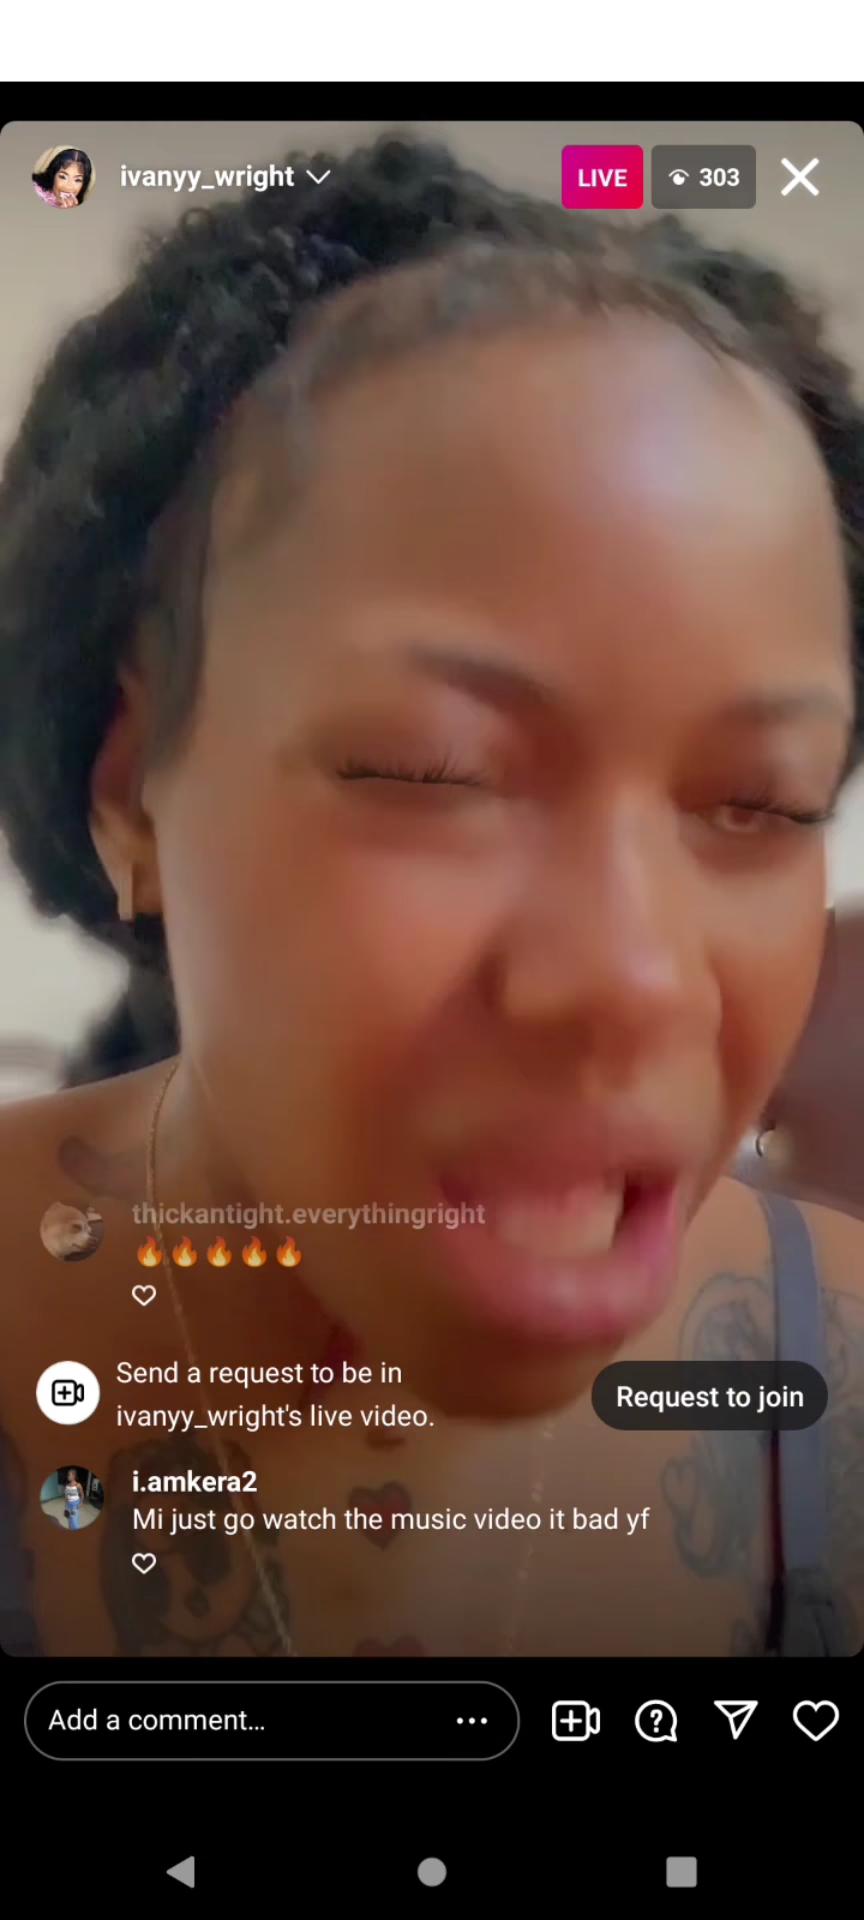 ivanyy_wright
LIVE
303
thickantight.everythingright
🔥🔥🔥🔥🔥
Send a request to be in
ivanyy_wright's live video.
Request to join
i.amkera2
Mi just go watch the music video it bad yf
Add a comment...